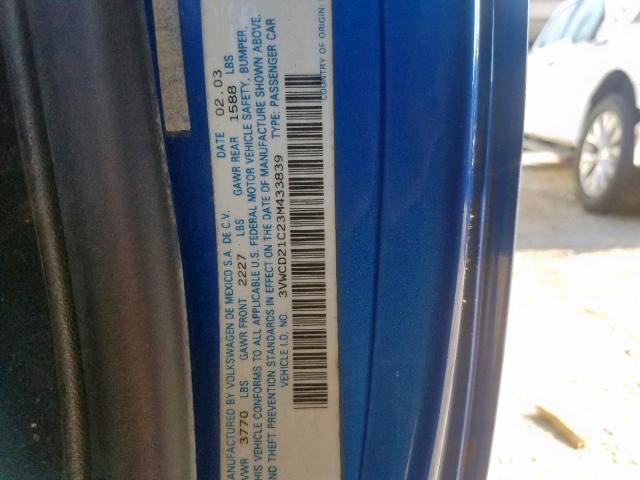 MANUFACTURED BY VOLKSWAGEN DE MEXICO S.A. DE C.V. DATE 02.03
GVWR 3770 LBS GAWR FRONT 2227 LBS GAWR REAR 1588 LBS
THIS VEHICLE CONFORMS TO ALL APPLICABLE U.S. FEDERAL MOTOR VEHICLE SAFETY, BUMPER,
AND THEFT PREVENTION STANDARDS IN EFFECT ON THE DATE OF MANUFACTURE SHOWN ABOVE.
VEHICLE I.D. NO. 3VWCD21C23M433839 TYPE: PASSENGER CAR
COUNTRY OF ORIGIN